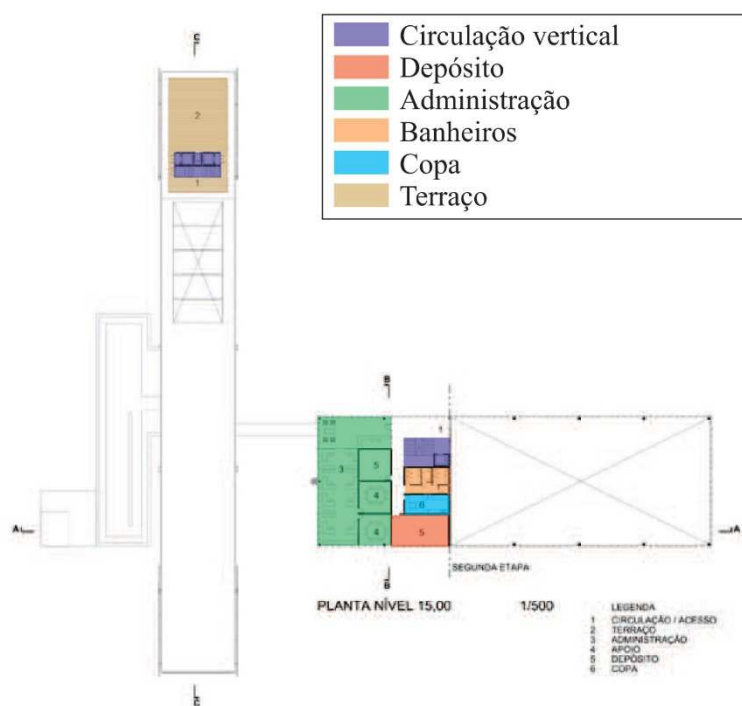 C
Circulação vertical
Depósito
Administração
Banheiros
Copa
Terraço
2
1
B
1
3
5
4
6
4
5
A
A
SEGUNDA ETAPA
B
PLANTA NÍVEL 15,00 1/500
LEGENDA
1 CIRCULAÇÃO / ACESSO
2 TERRAÇO
3 ADMINISTRAÇÃO
4 APOIO
5 DEPÓSITO
6 COPA
C